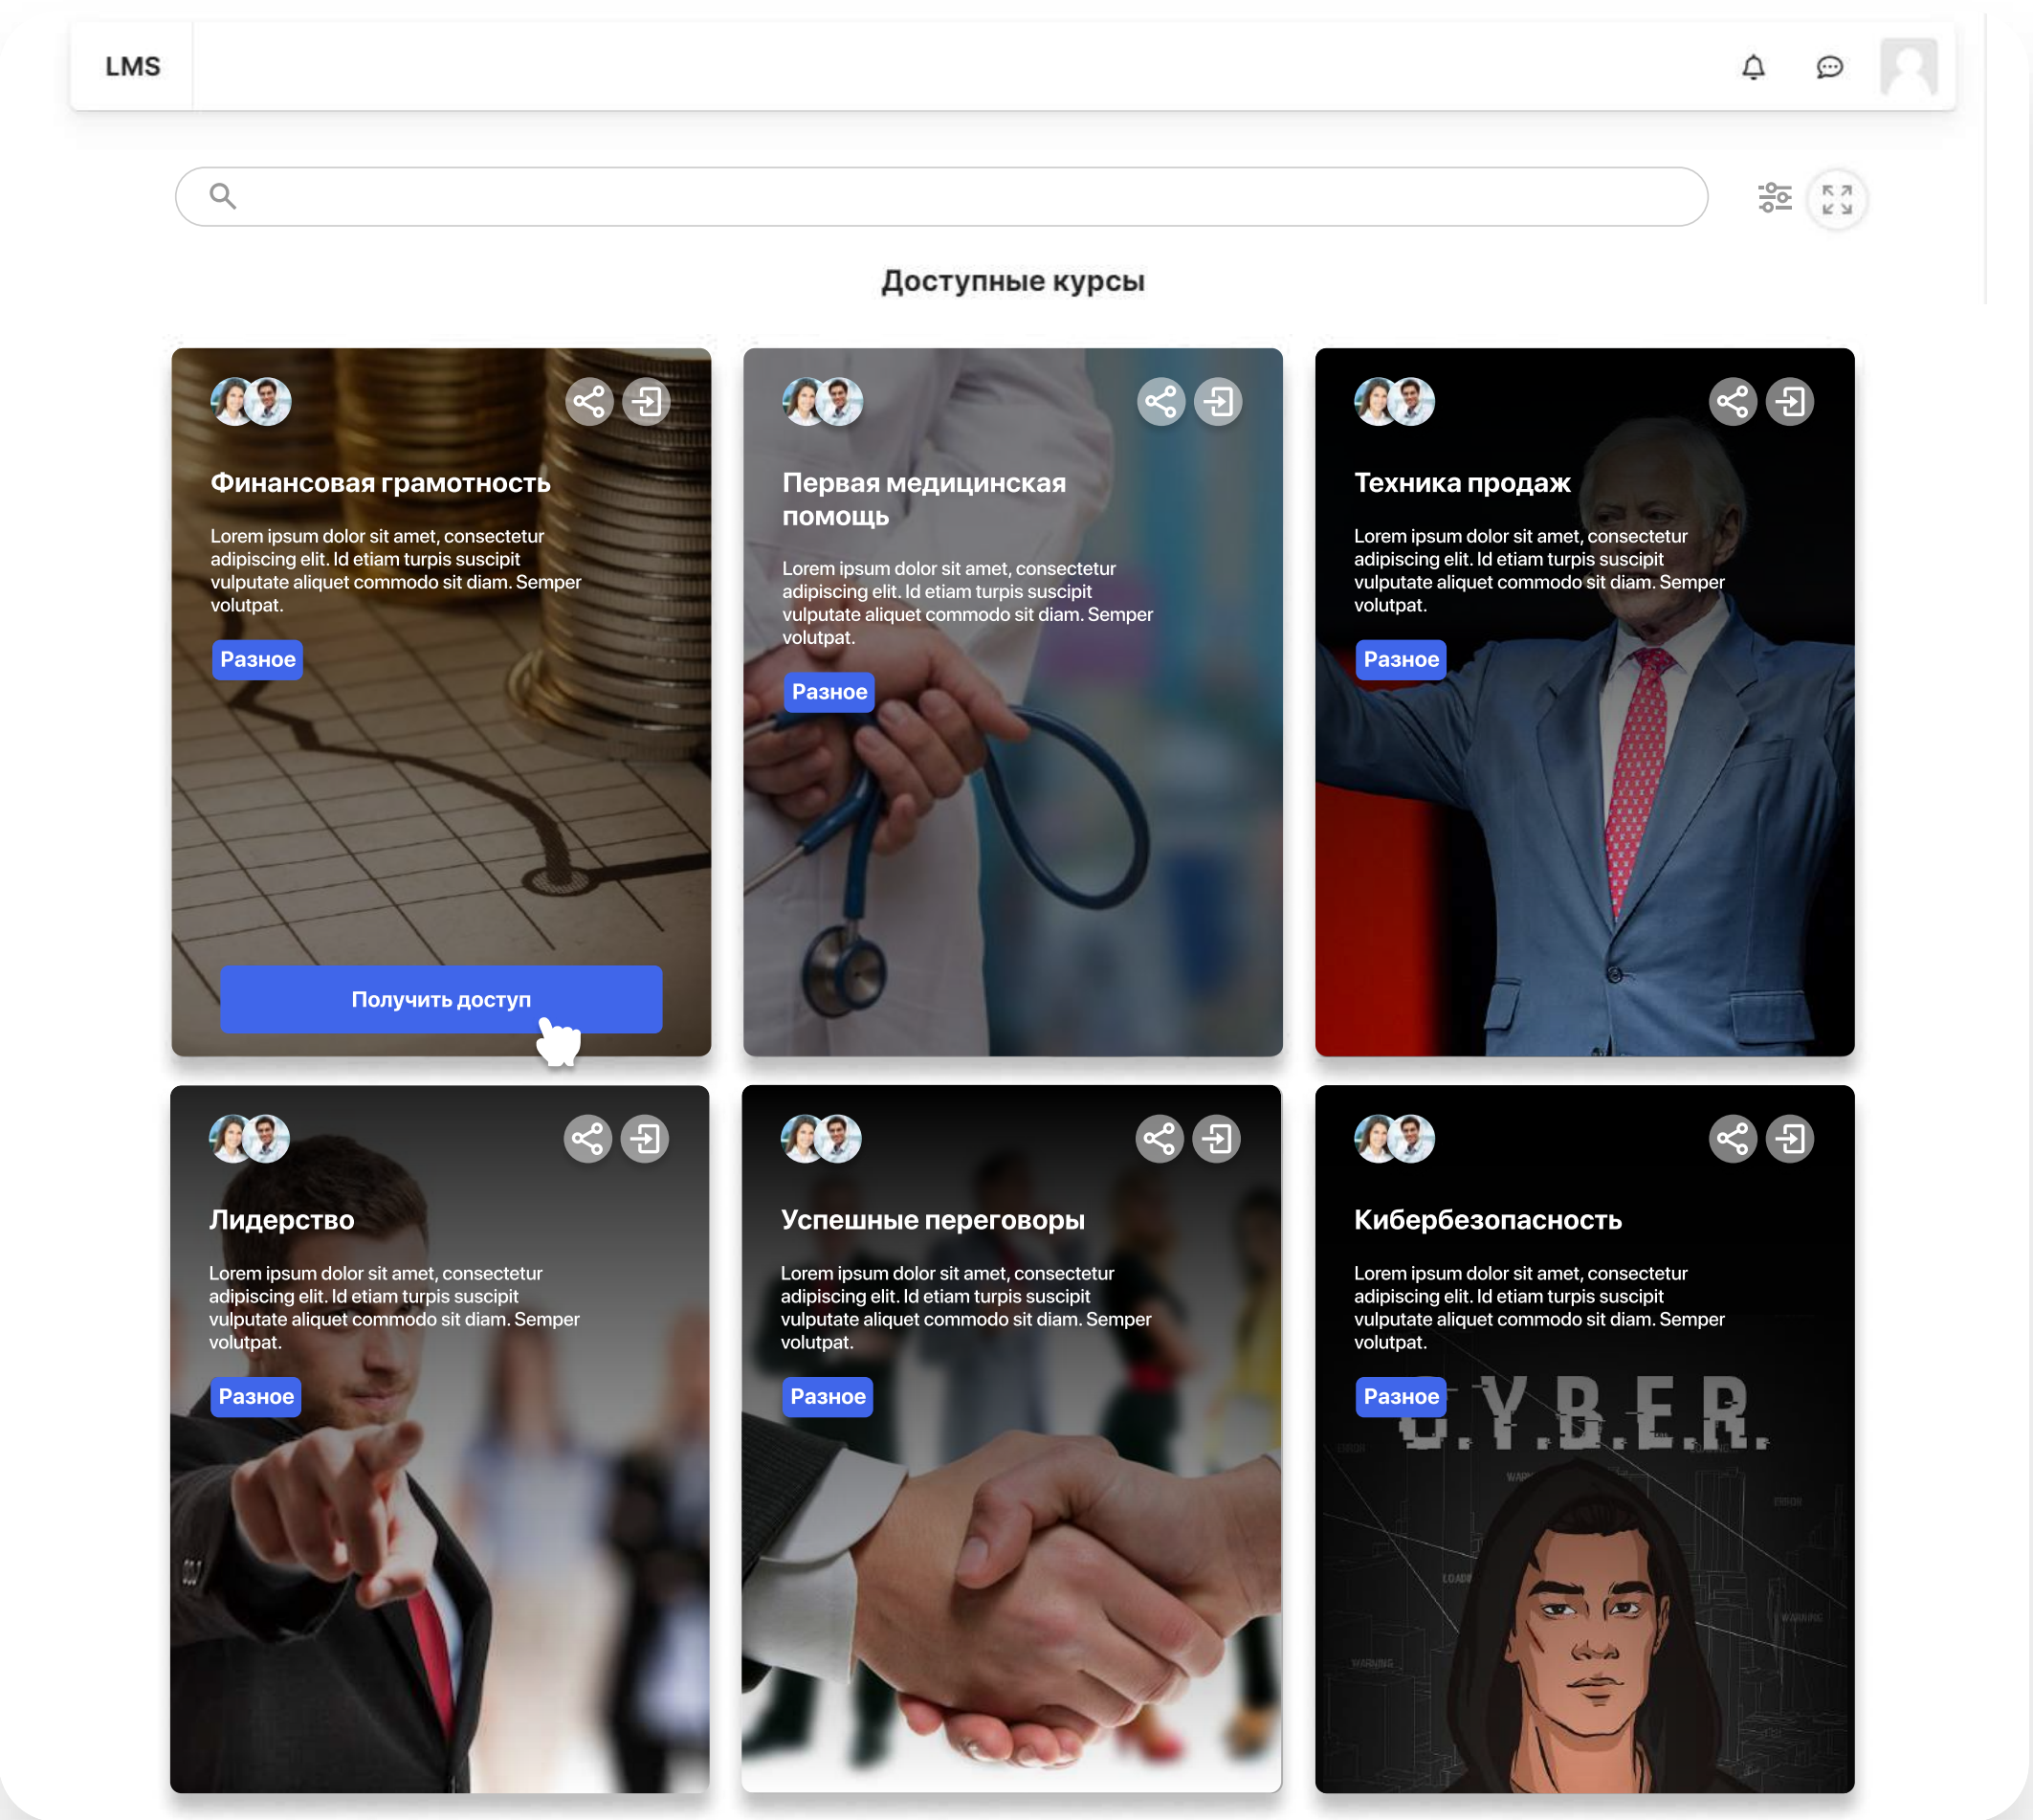 LMS
Доступные курсы
Финансовая грамотность
Lorem ipsum dolor sit amet, consectetur
adipiscing elit. Id etiam turpis suscipit
vulputate aliquet commodo sit diam. Semper
volutpat.
Разное
Получить доступ
Первая медицинская
помощь
Lorem ipsum dolor sit amet, consectetur
adipiscing elit. Id etiam turpis suscipit
vulputate aliquet commodo sit diam. Semper
volutpat.
Разное
Техника продаж
Lorem ipsum dolor sit amet, consectetur
adipiscing elit. Id etiam turpis suscipit
vulputate aliquet commodo sit diam. Semper
volutpat.
Разное
Лидерство
Lorem ipsum dolor sit amet, consectetur
adipiscing elit. Id etiam turpis suscipit
vulputate aliquet commodo sit diam. Semper
volutpat.
Разное
Успешные переговоры
Lorem ipsum dolor sit amet, consectetur
adipiscing elit. Id etiam turpis suscipit
vulputate aliquet commodo sit diam. Semper
volutpat.
Разное
Кибербезопасность
Lorem ipsum dolor sit amet, consectetur
adipiscing elit. Id etiam turpis suscipit
vulputate aliquet commodo sit diam. Semper
volutpat.
Разное
C.Y.B.E.R.
ERROR
ERROR
WARNING
WARNING